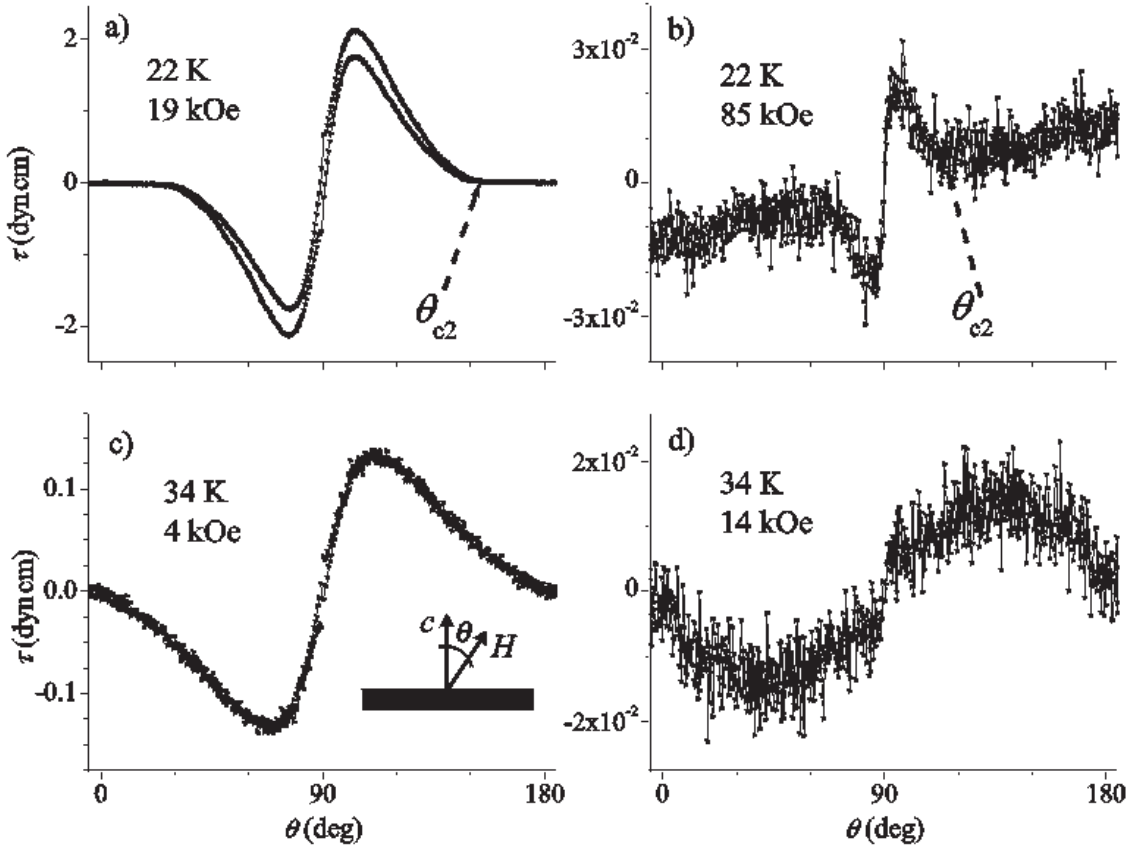 a)
22 K
19 kOe
2
0
-2
τ (dyn cm)
θc2
b)
22 K
85 kOe
3x10-2
0
-3x10-2
θc2
c)
34 K
4 kOe
0.1
0.0
-0.1
τ (dyn cm)
c θ H
0 90 180
θ (deg)
d)
34 K
14 kOe
2x10-2
0
-2x10-2
0 90 180
θ (deg)